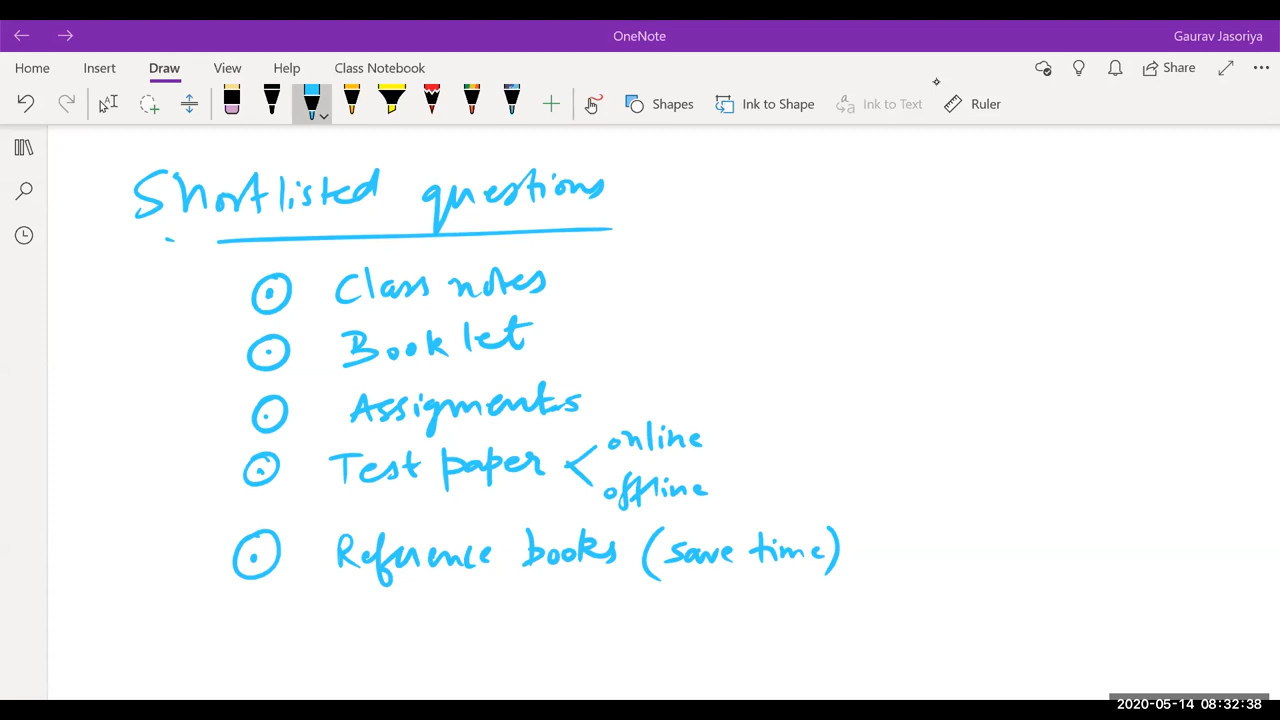 OneNote
Gaurav Jasoriya
Home Insert Draw View Help Class Notebook Share
Shapes Ink to Shape Ink to Text Ruler
Shortlisted questions
Class notes
Booklet
Assigments
Test paper < online
offline
Reference books (save time)
2020-05-14 08:32:38